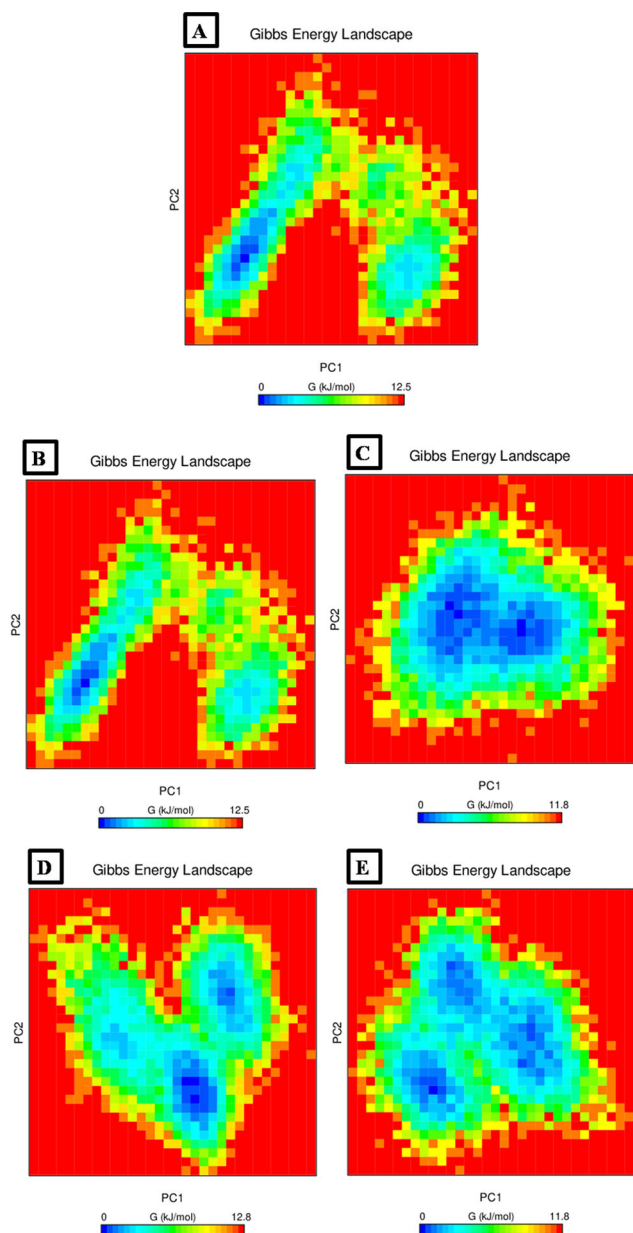 A
Gibbs Energy Landscape
PC2
PC1
0 G (kJ/mol) 12.5
B
Gibbs Energy Landscape
PC2
PC1
0 G (kJ/mol) 12.5
C
Gibbs Energy Landscape
PC2
PC1
0 G (kJ/mol) 11.8
D
Gibbs Energy Landscape
PC2
PC1
0 G (kJ/mol) 12.8
E
Gibbs Energy Landscape
PC2
PC1
0 G (kJ/mol) 11.8